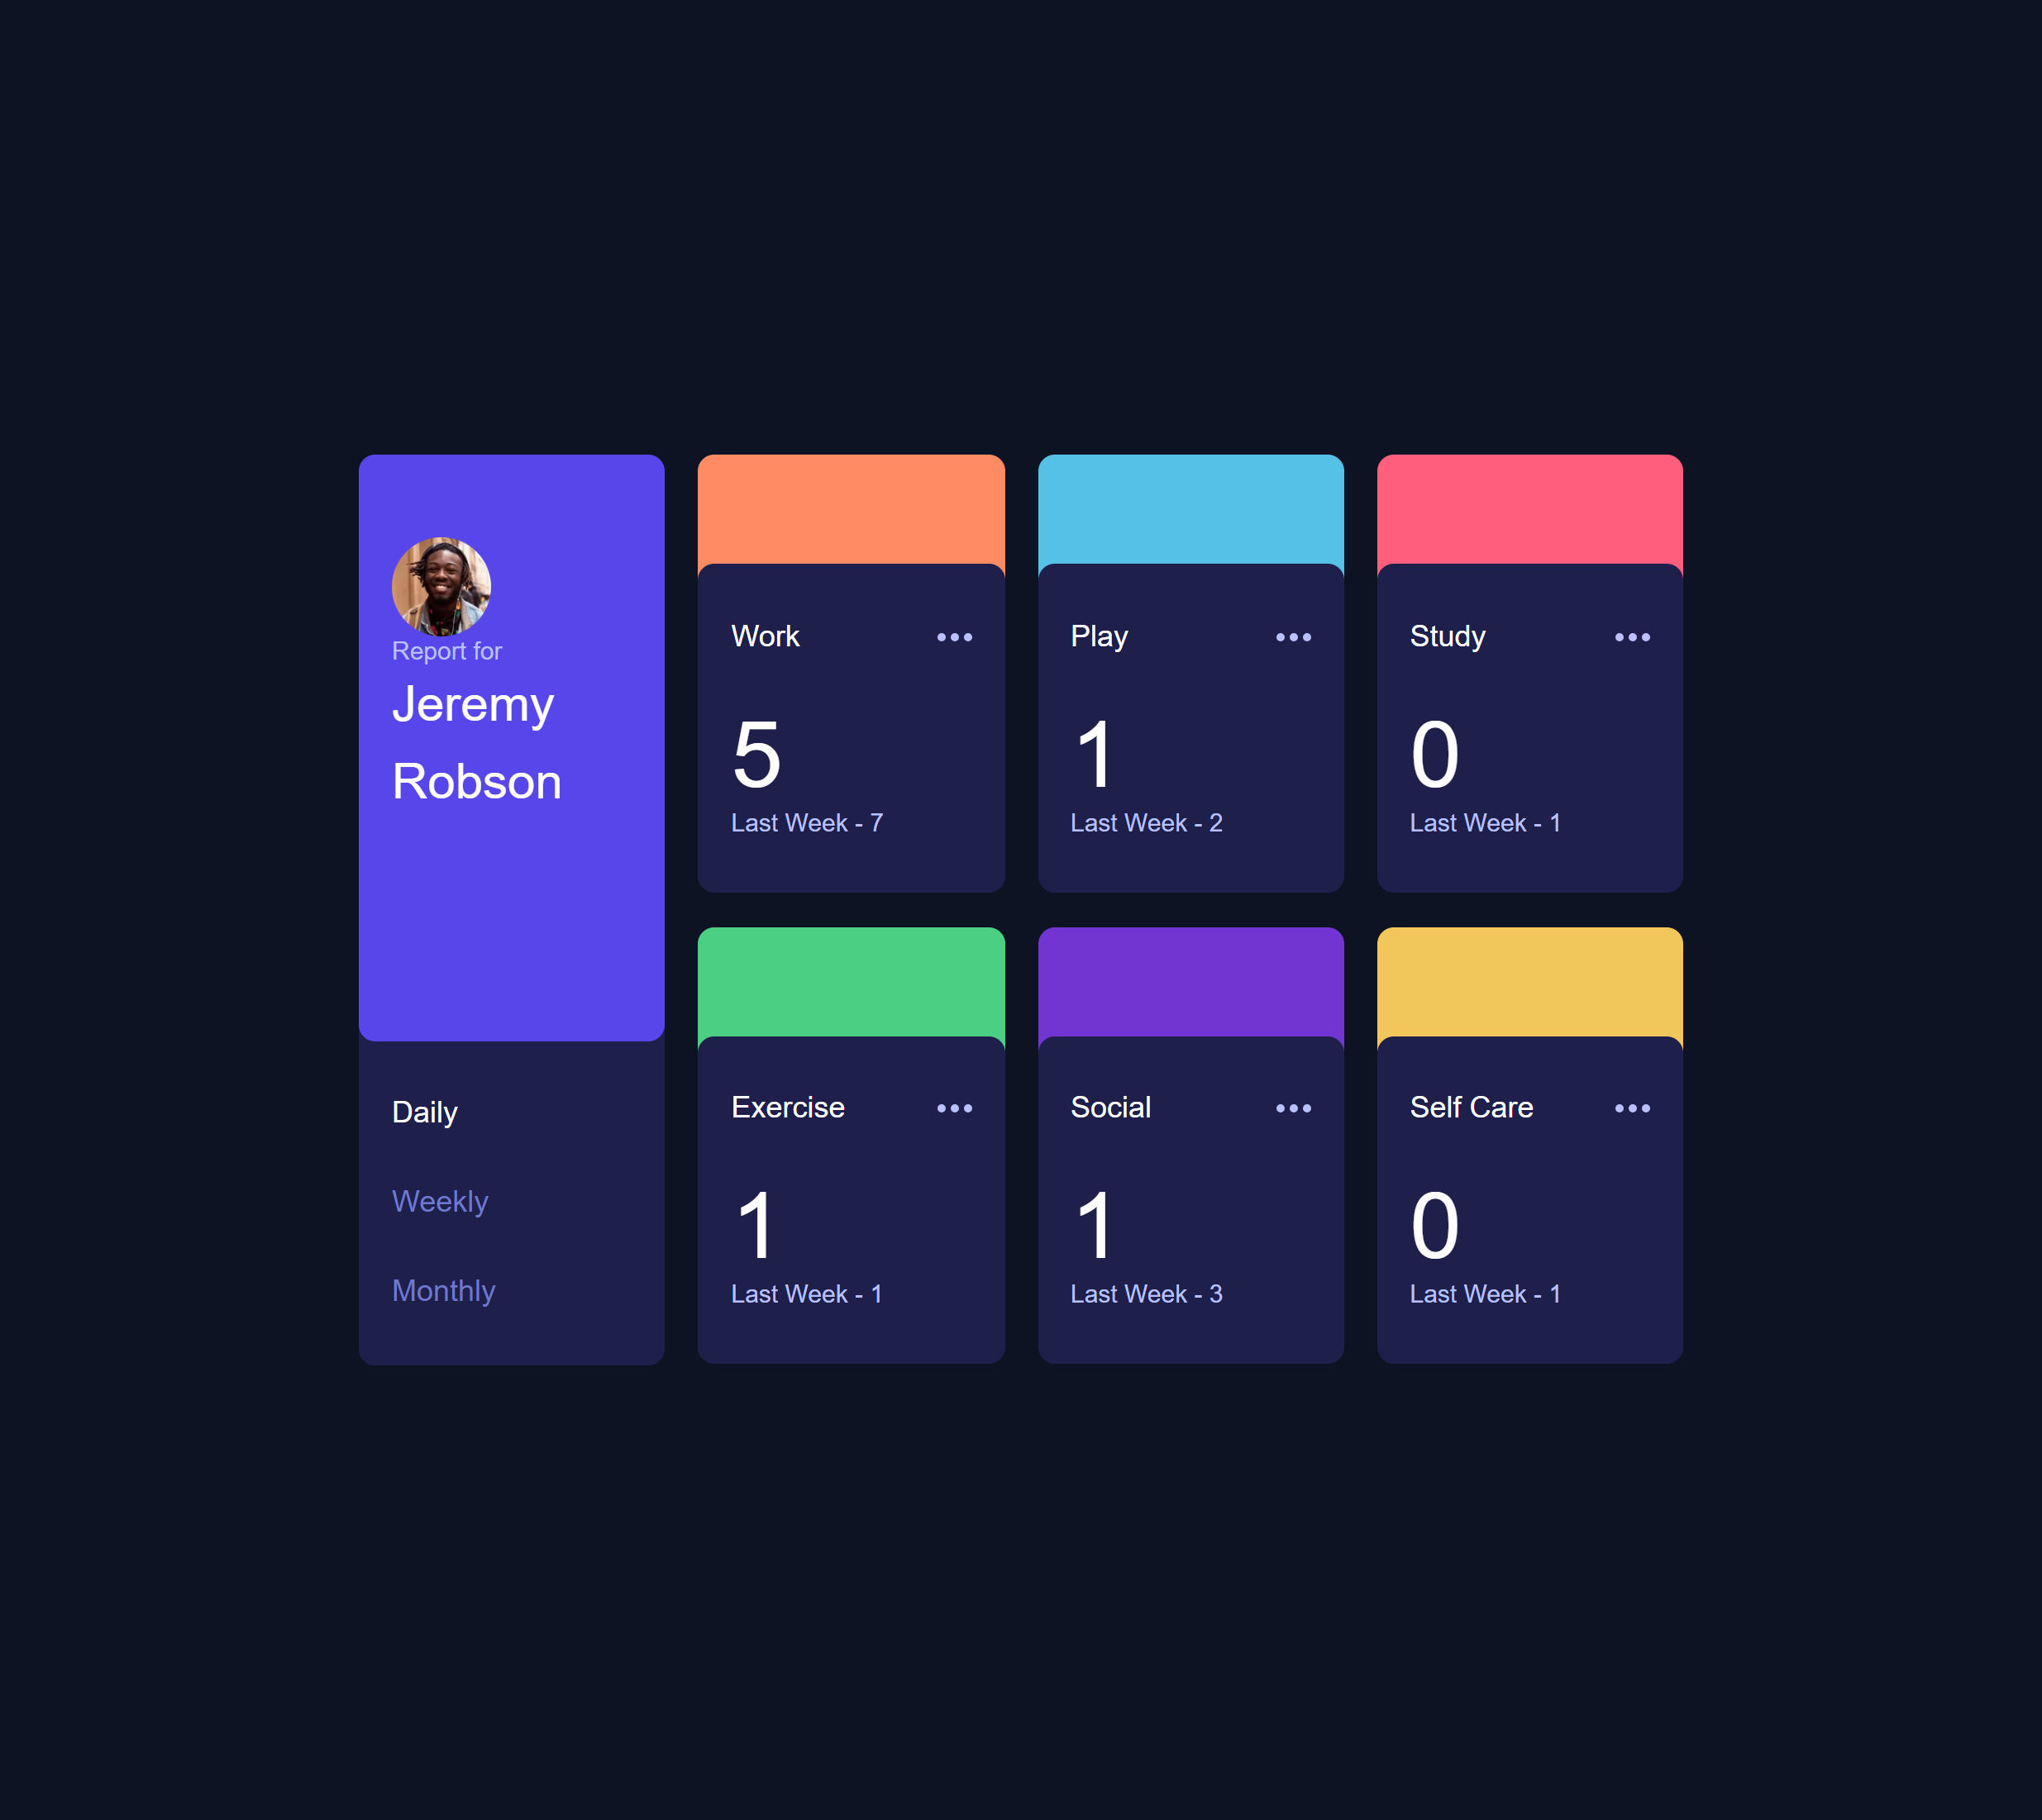 Report for
Jeremy
Robson
Daily
Weekly
Monthly
Work
5
Last Week - 7
Play
1
Last Week - 2
Study
0
Last Week - 1
Exercise
1
Last Week - 1
Social
1
Last Week - 3
Self Care
0
Last Week - 1